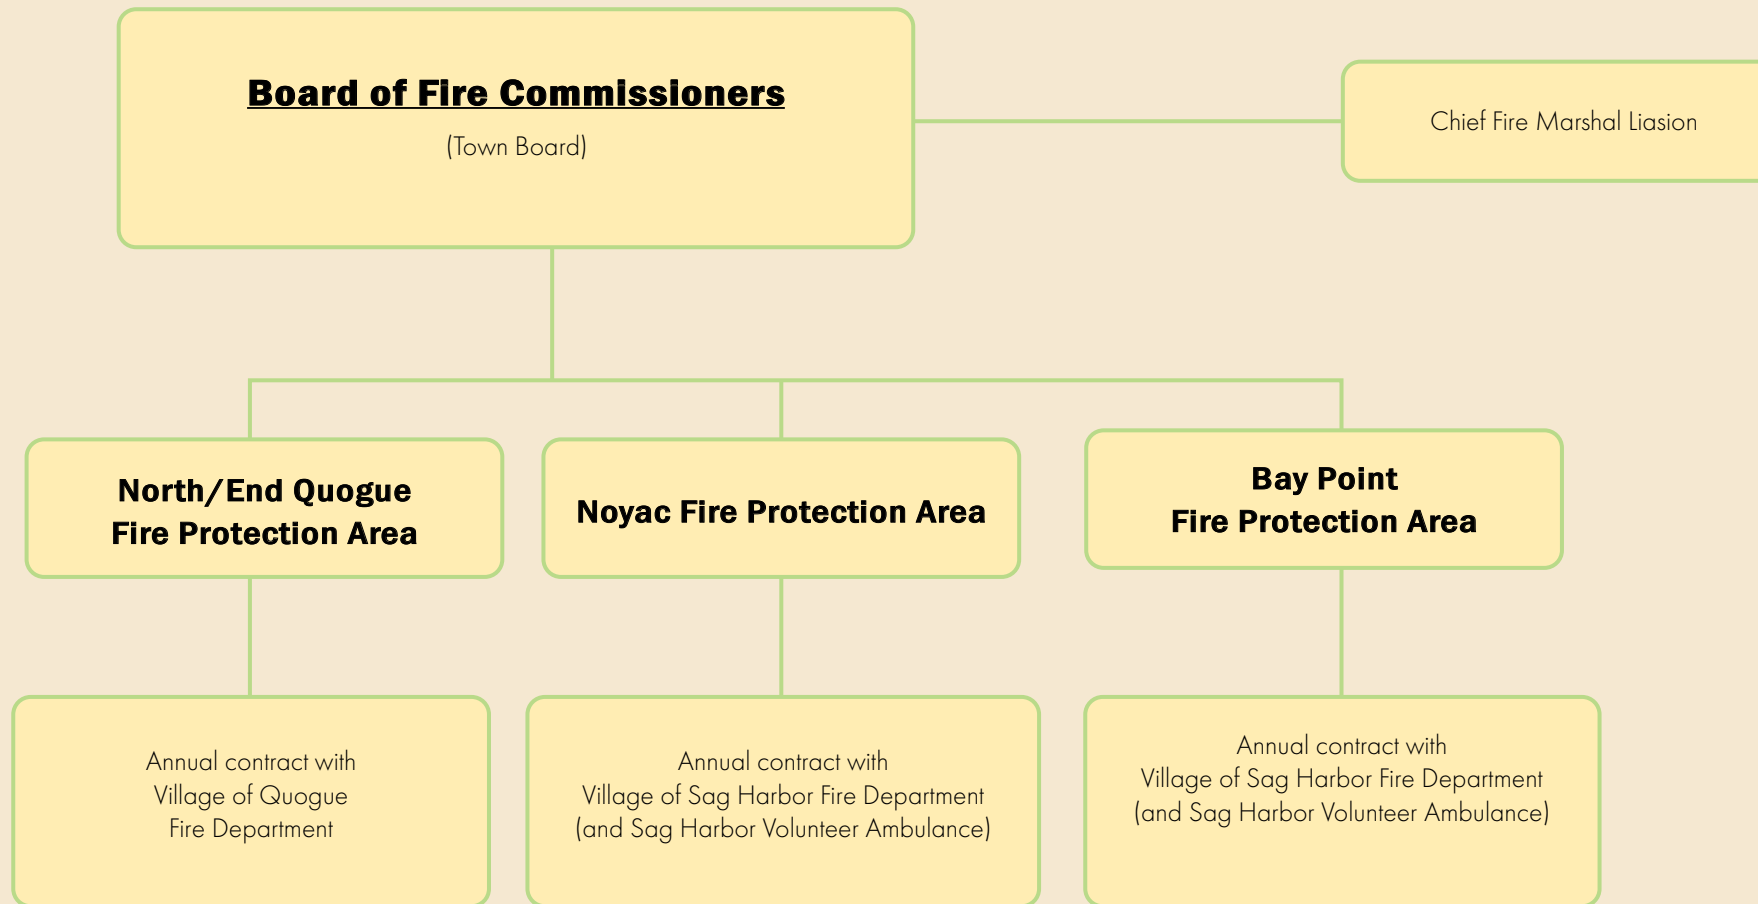 Board of Fire Commissioners
(Town Board)
Chief Fire Marshal Liasion
North/End Quogue
Fire Protection Area
Noyac Fire Protection Area
Bay Point
Fire Protection Area
Annual contract with
Village of Quogue
Fire Department
Annual contract with
Village of Sag Harbor Fire Department
(and Sag Harbor Volunteer Ambulance)
Annual contract with
Village of Sag Harbor Fire Department
(and Sag Harbor Volunteer Ambulance)